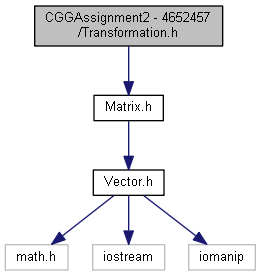 CGGAssignment2 - 4652457
/Transformation.h
Matrix.h
Vector.h
math.h
iostream
iomanip